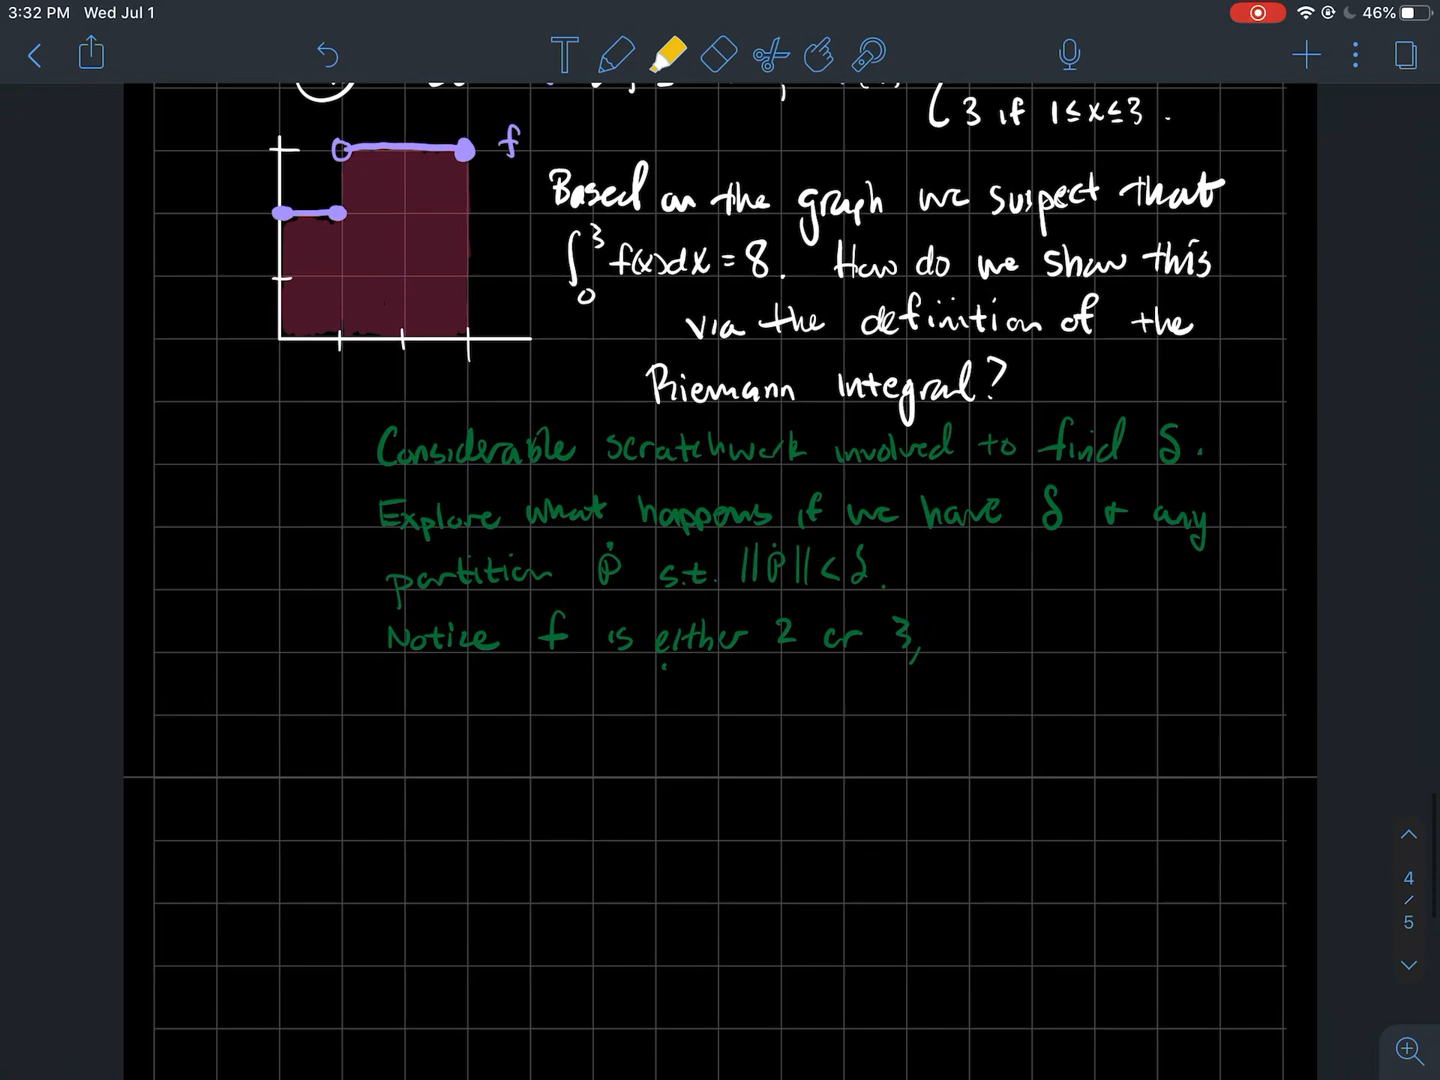 3:32 PM Wed Jul 1
46%
T
3 if 1≤x≤3.
f
Based on the graph we suspect that
∫₀³ f(x)dx = 8. How do we show this
via the definition of the
Riemann integral?
Considerable scratchwork involved to find δ.
Explore what happens if we have δ + any
partition Ṗ s.t. ||Ṗ|| < δ.
Notice f is either 2 or 3,
4
/
5